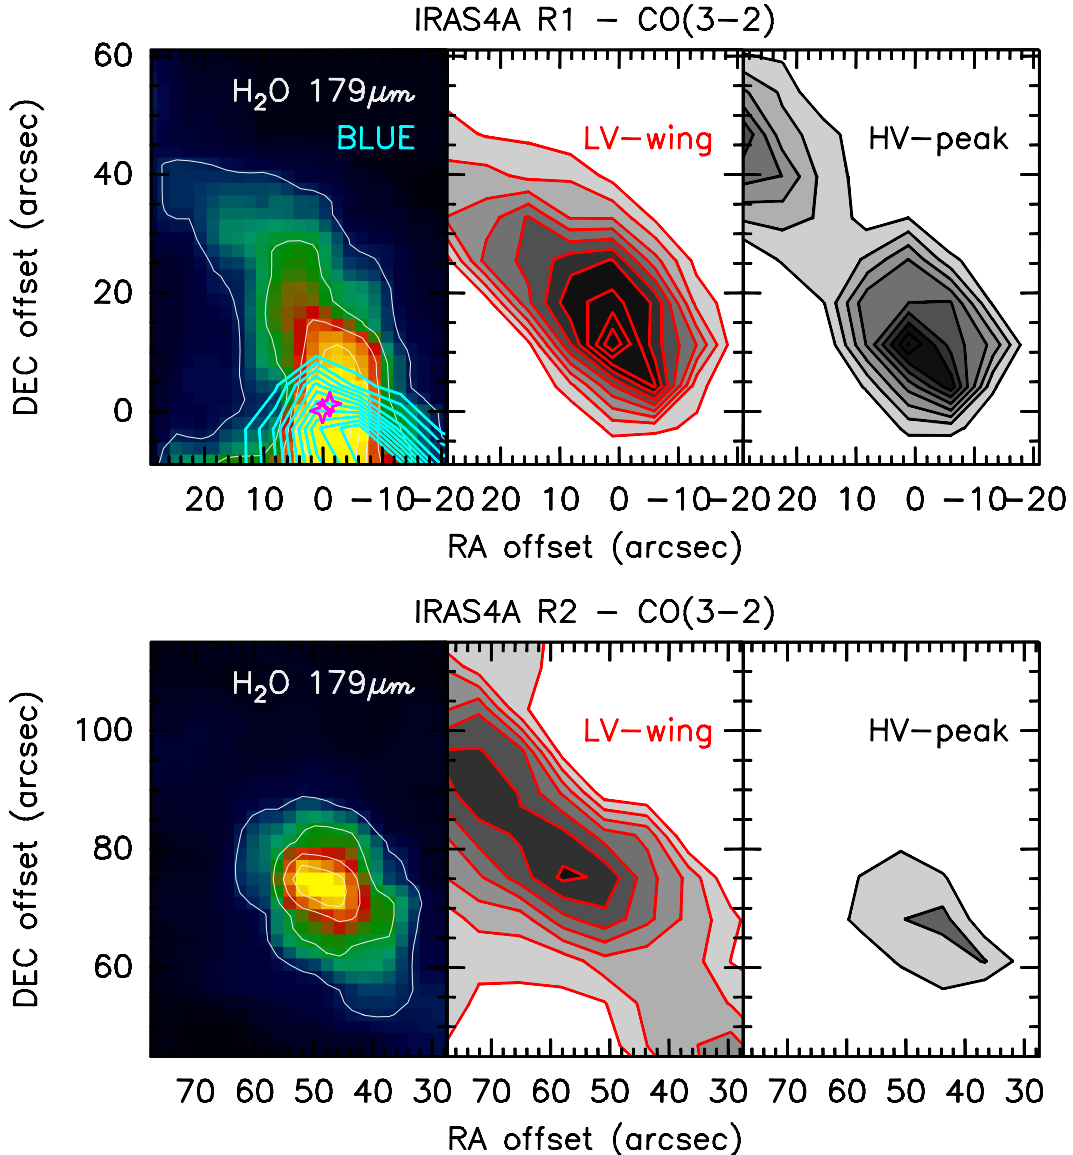 IRAS4A R1 − CO(3−2)
H₂O 179μm
BLUE
LV−wing
HV−peak
60
40
20
0
DEC offset (arcsec)
20 10 0 −10 −20 20 10 0 −10 −20 20 10 0 −10 −20
RA offset (arcsec)
IRAS4A R2 − CO(3−2)
H₂O 179μm
LV−wing
HV−peak
100
80
60
DEC offset (arcsec)
70 60 50 40 30 70 60 50 40 30 70 60 50 40 30
RA offset (arcsec)